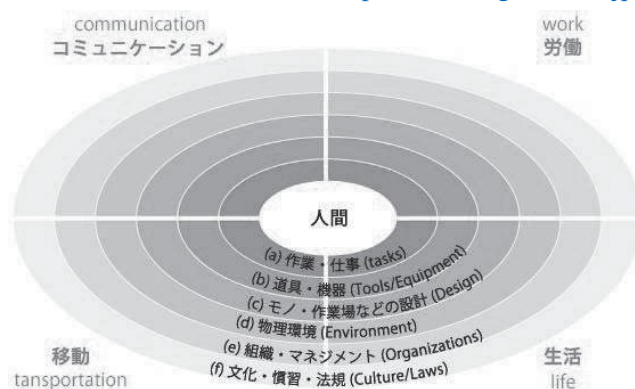 communication
コミュニケーション
work
労働
人間
(a) 作業・仕事 (tasks)
(b) 道具・機器 (Tools/Equipment)
(c) モノ・作業場などの設計 (Design)
(d) 物理環境 (Environment)
(e) 組織・マネジメント (Organizations)
(f) 文化・慣習・法規 (Culture/Laws)
移動
tansportation
生活
life